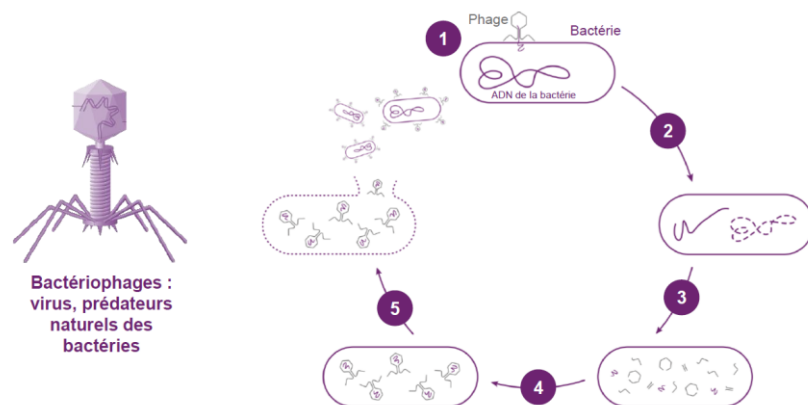 Phage
Bactérie
1
ADN de la bactérie
2
3
4
5
Bactériophages :
virus, prédateurs
naturels des
bactéries